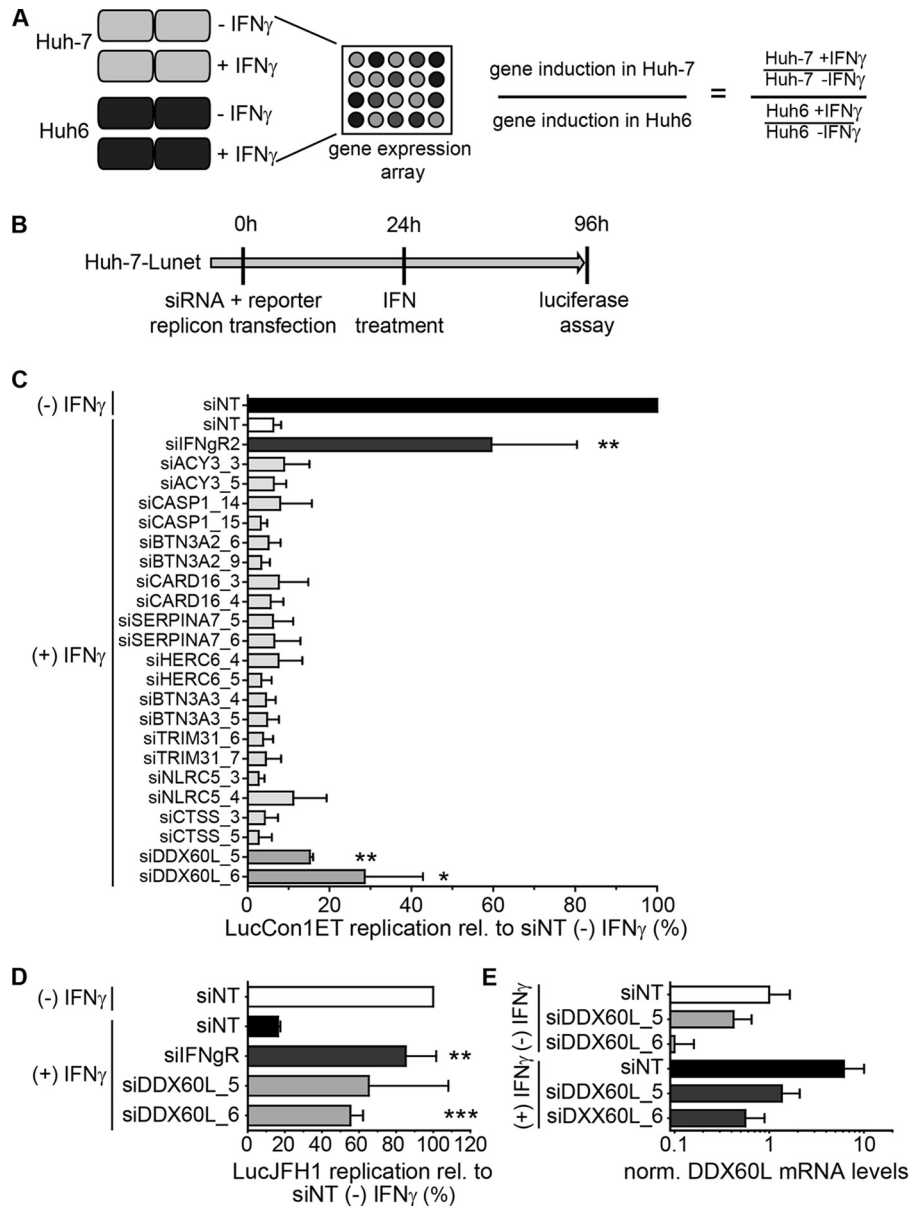 A
Huh-7
- IFNγ
+ IFNγ
Huh6
- IFNγ
+ IFNγ
gene expression
array
gene induction in Huh-7
gene induction in Huh6
=
Huh-7 +IFNγ
Huh-7 -IFNγ
Huh6 +IFNγ
Huh6 -IFNγ
B
0h
24h
96h
Huh-7-Lunet
siRNA + reporter
replicon transfection
IFN
treatment
luciferase
assay
C
(-) IFNγ
siNT
(+) IFNγ
siNT
siIFNgR2
**
siACY3_3
siACY3_5
siCASP1_14
siCASP1_15
siBTN3A2_6
siBTN3A2_9
siCARD16_3
siCARD16_4
siSERPINA7_5
siSERPINA7_6
siHERC6_4
siHERC6_5
siBTN3A3_4
siBTN3A3_5
siTRIM31_6
siTRIM31_7
siNLRC5_3
siNLRC5_4
siCTSS_3
siCTSS_5
siDDX60L_5
**
siDDX60L_6
*
0 20 40 60 80 100
LucCon1ET replication rel. to siNT (-) IFNγ (%)
D
(-) IFNγ
siNT
(+) IFNγ
siNT
siIFNgR
**
siDDX60L_5
siDDX60L_6
***
0 20 40 60 80 100 120
LucJFH1 replication rel. to
siNT (-) IFNγ (%)
E
(-) IFNγ
siNT
siDDX60L_5
siDDX60L_6
(+) IFNγ
siNT
siDDX60L_5
siDXX60L_6
0.1 1 10
norm. DDX60L mRNA levels